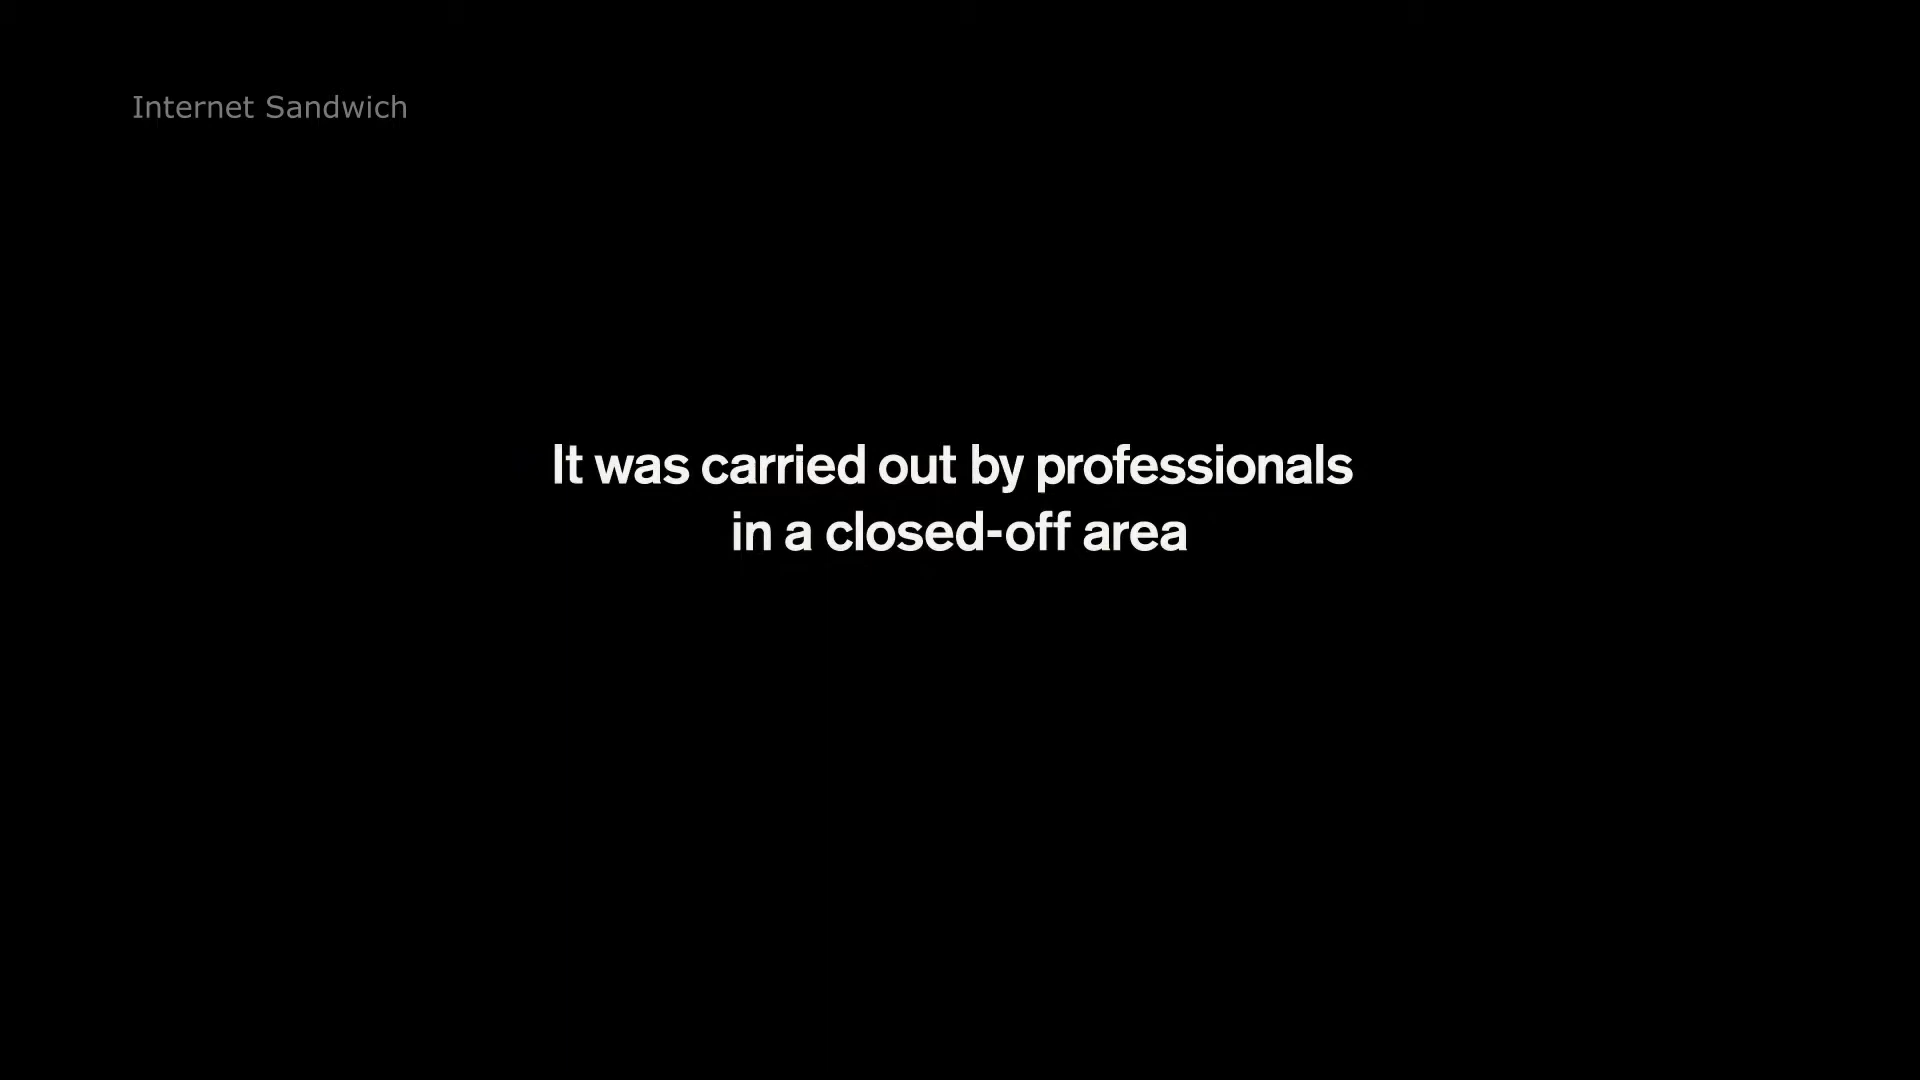 Internet Sandwich
It was carried out by professionals
in a closed-off area